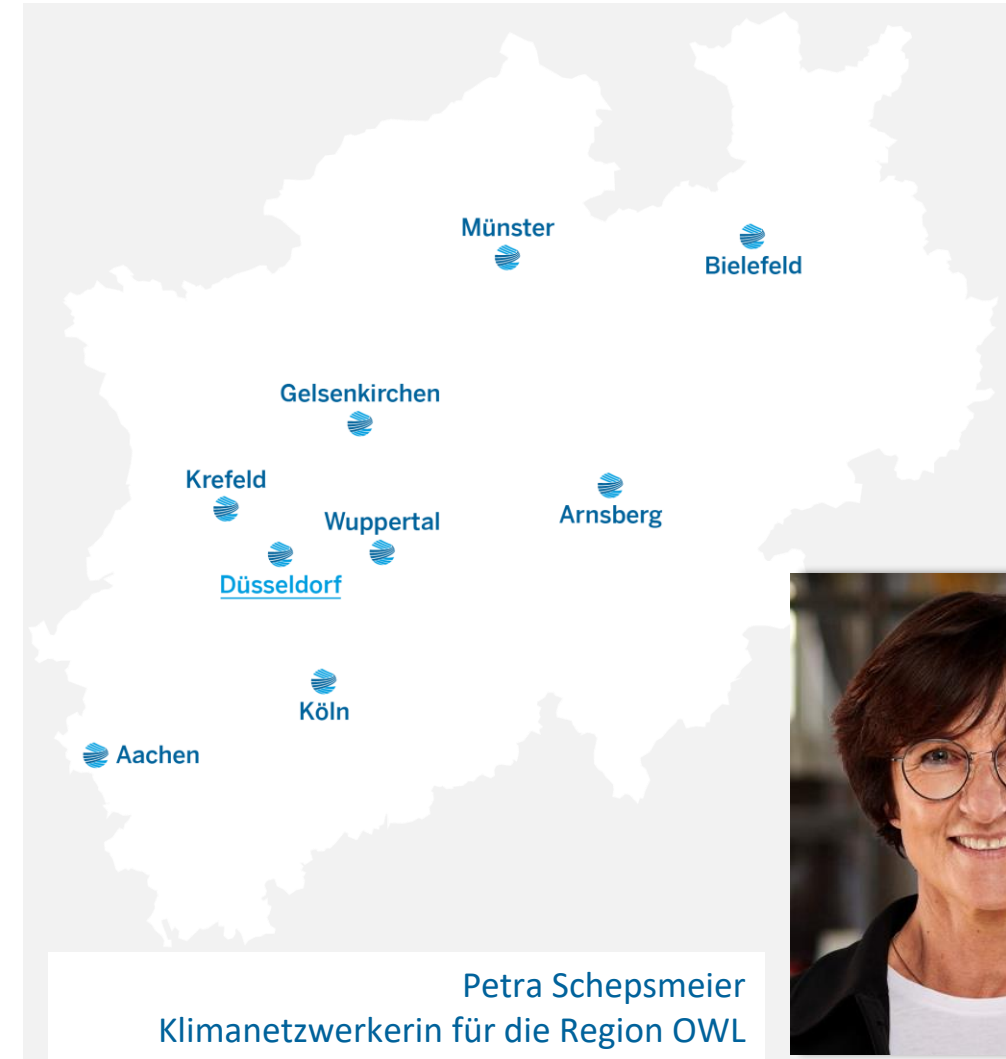 Münster
Bielefeld
Gelsenkirchen
Krefeld
Arnsberg
Wuppertal
Düsseldorf
Köln
Aachen
Petra Schepsmeier
Klimanetzwerkerin für die Region OWL